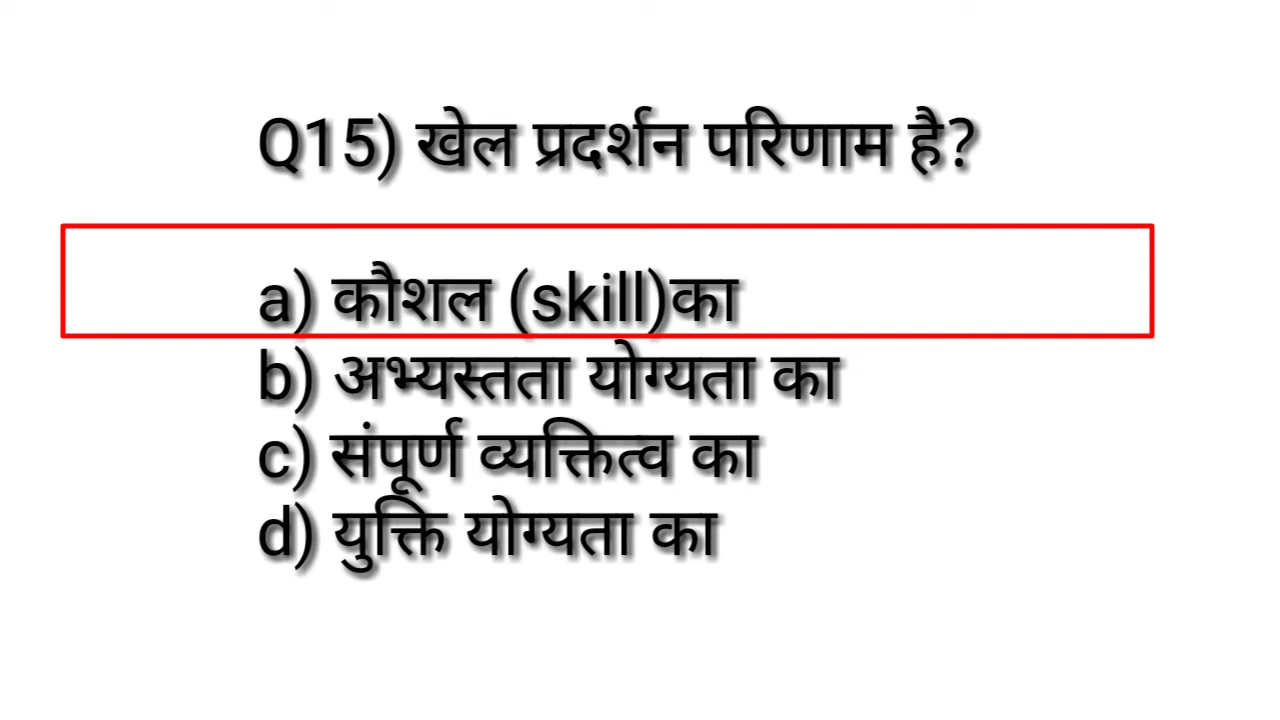 Q15) खेल प्रदर्शन परिणाम है?
a) कौशल (skill)का
b) अभ्यस्तता योग्यता का
c) संपूर्ण व्यक्तित्व का
d) युक्ति योग्यता का